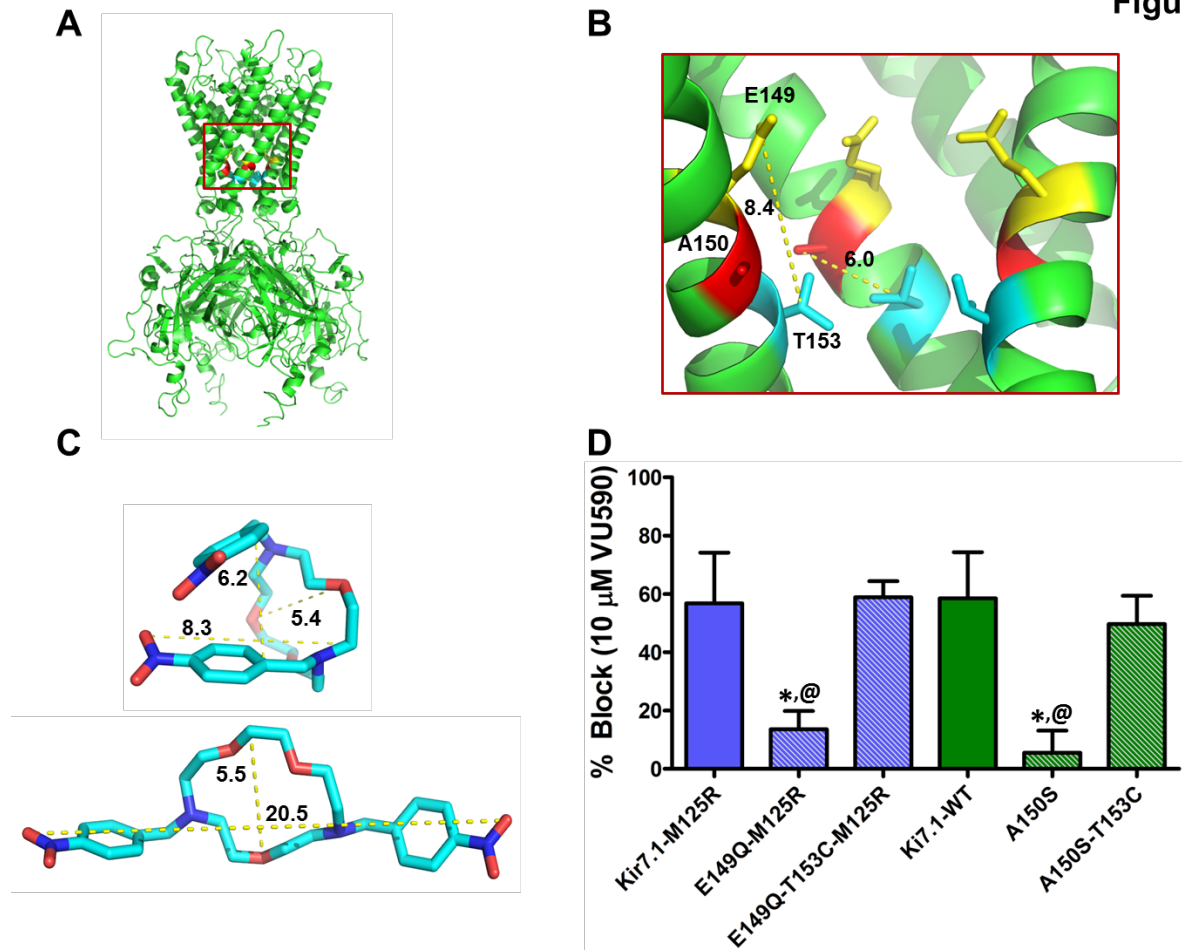 Figu
A
B
E149
8.4
A150
6.0
T153
C
6.2
5.4
8.3
5.5
20.5
D
% Block (10 µM VU590)
100
80
60
40
20
0
*,@
*,@
Kir7.1-M125R
E149Q-M125R
E149Q-T153C-M125R
Ki7.1-WT
A150S
A150S-T153C